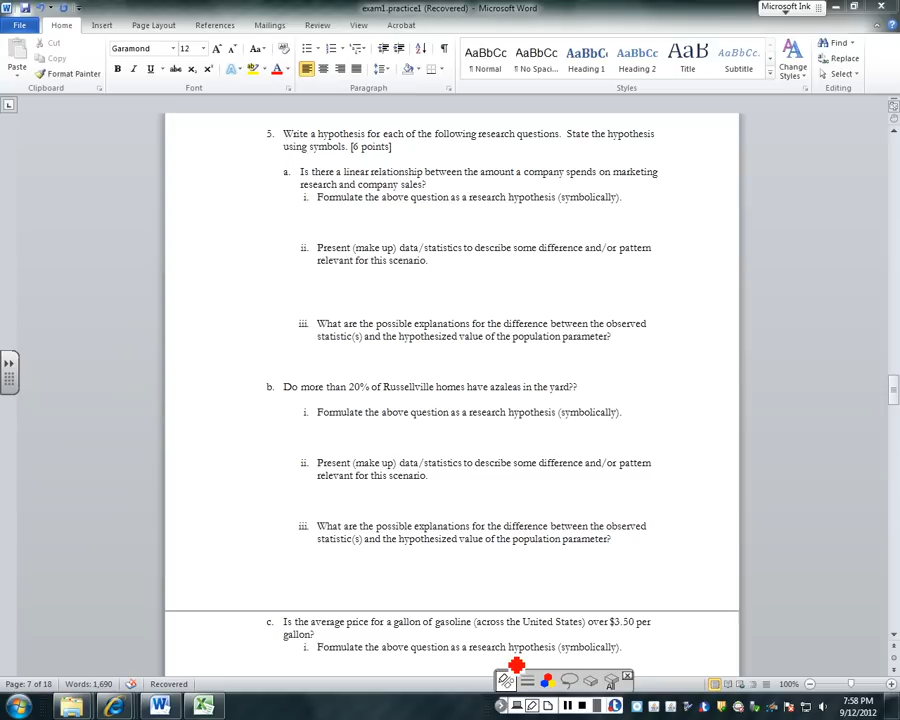 exam1.practice1 (Recovered) - Microsoft Word
Microsoft Ink
File Home Insert Page Layout References Mailings Review View Acrobat
Paste
Cut
Copy
Format Painter
Clipboard
Garamond 12
Font
Paragraph
AaBbCc AaBbCc AaBbCc AaBbCc AaB AaBbCc.
¶ Normal ¶ No Spaci... Heading 1 Heading 2 Title Subtitle
Change
Styles
Styles
Find
Replace
Select
Editing
5. Write a hypothesis for each of the following research questions. State the hypothesis
using symbols. [6 points]
a. Is there a linear relationship between the amount a company spends on marketing
research and company sales?
i. Formulate the above question as a research hypothesis (symbolically).
ii. Present (make up) data/statistics to describe some difference and/or pattern
relevant for this scenario.
iii. What are the possible explanations for the difference between the observed
statistic(s) and the hypothesized value of the population parameter?
b. Do more than 20% of Russellville homes have azaleas in the yard??
i. Formulate the above question as a research hypothesis (symbolically).
ii. Present (make up) data/statistics to describe some difference and/or pattern
relevant for this scenario.
iii. What are the possible explanations for the difference between the observed
statistic(s) and the hypothesized value of the population parameter?
c. Is the average price for a gallon of gasoline (across the United States) over $3.50 per
gallon?
i. Formulate the above question as a research hypothesis (symbolically).
All
Page: 7 of 18 Words: 1,690 Recovered 100%
7:58 PM
9/12/2012